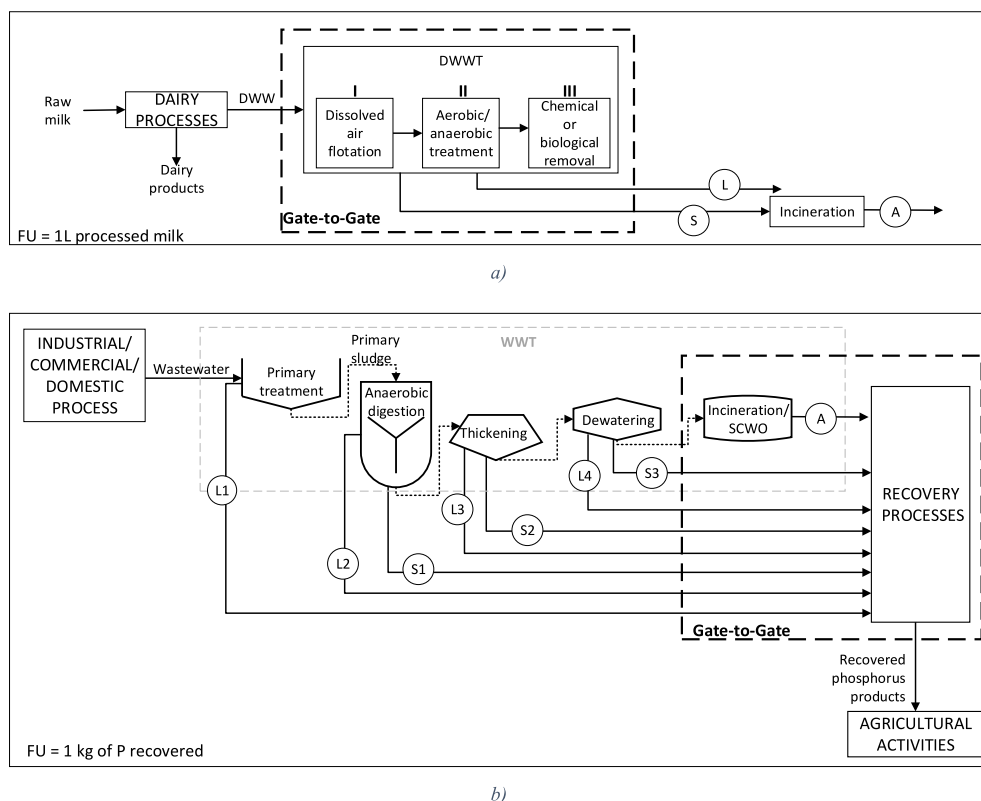 DWWT
I
II
III
Raw
milk
DAIRY
PROCESSES
DWW
Dissolved
air
flotation
Aerobic/
anaerobic
treatment
Chemical
or
biological
removal
Dairy
products
L
S
Incineration
A
Gate-to-Gate
FU = 1L processed milk
a)
INDUSTRIAL/
COMMERCIAL/
DOMESTIC
PROCESS
Wastewater
Primary
treatment
Primary
sludge
WWT
Anaerobic
digestion
Thickening
Dewatering
Incineration/
SCWO
A
L1
L2
S1
L3
S2
L4
S3
RECOVERY
PROCESSES
Gate-to-Gate
Recovered
phosphorus
products
AGRICULTURAL
ACTIVITIES
FU = 1 kg of P recovered
b)